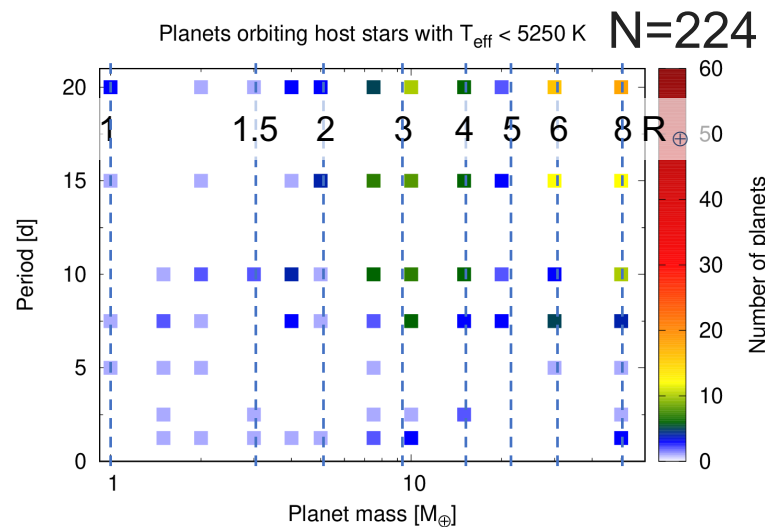 Planets orbiting host stars with T_eff < 5250 K
N=224
20
15
10
5
0
Period [d]
1 1.5 2 3 4 5 6 8 R⊕
1 10
Planet mass [M⊕]
60
50
40
30
20
10
0
Number of planets